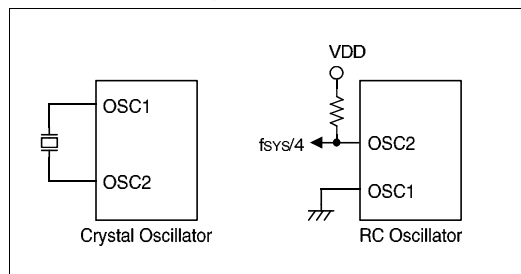 OSC1
OSC2
Crystal Oscillator
VDD
fSYS/4
OSC2
OSC1
RC Oscillator